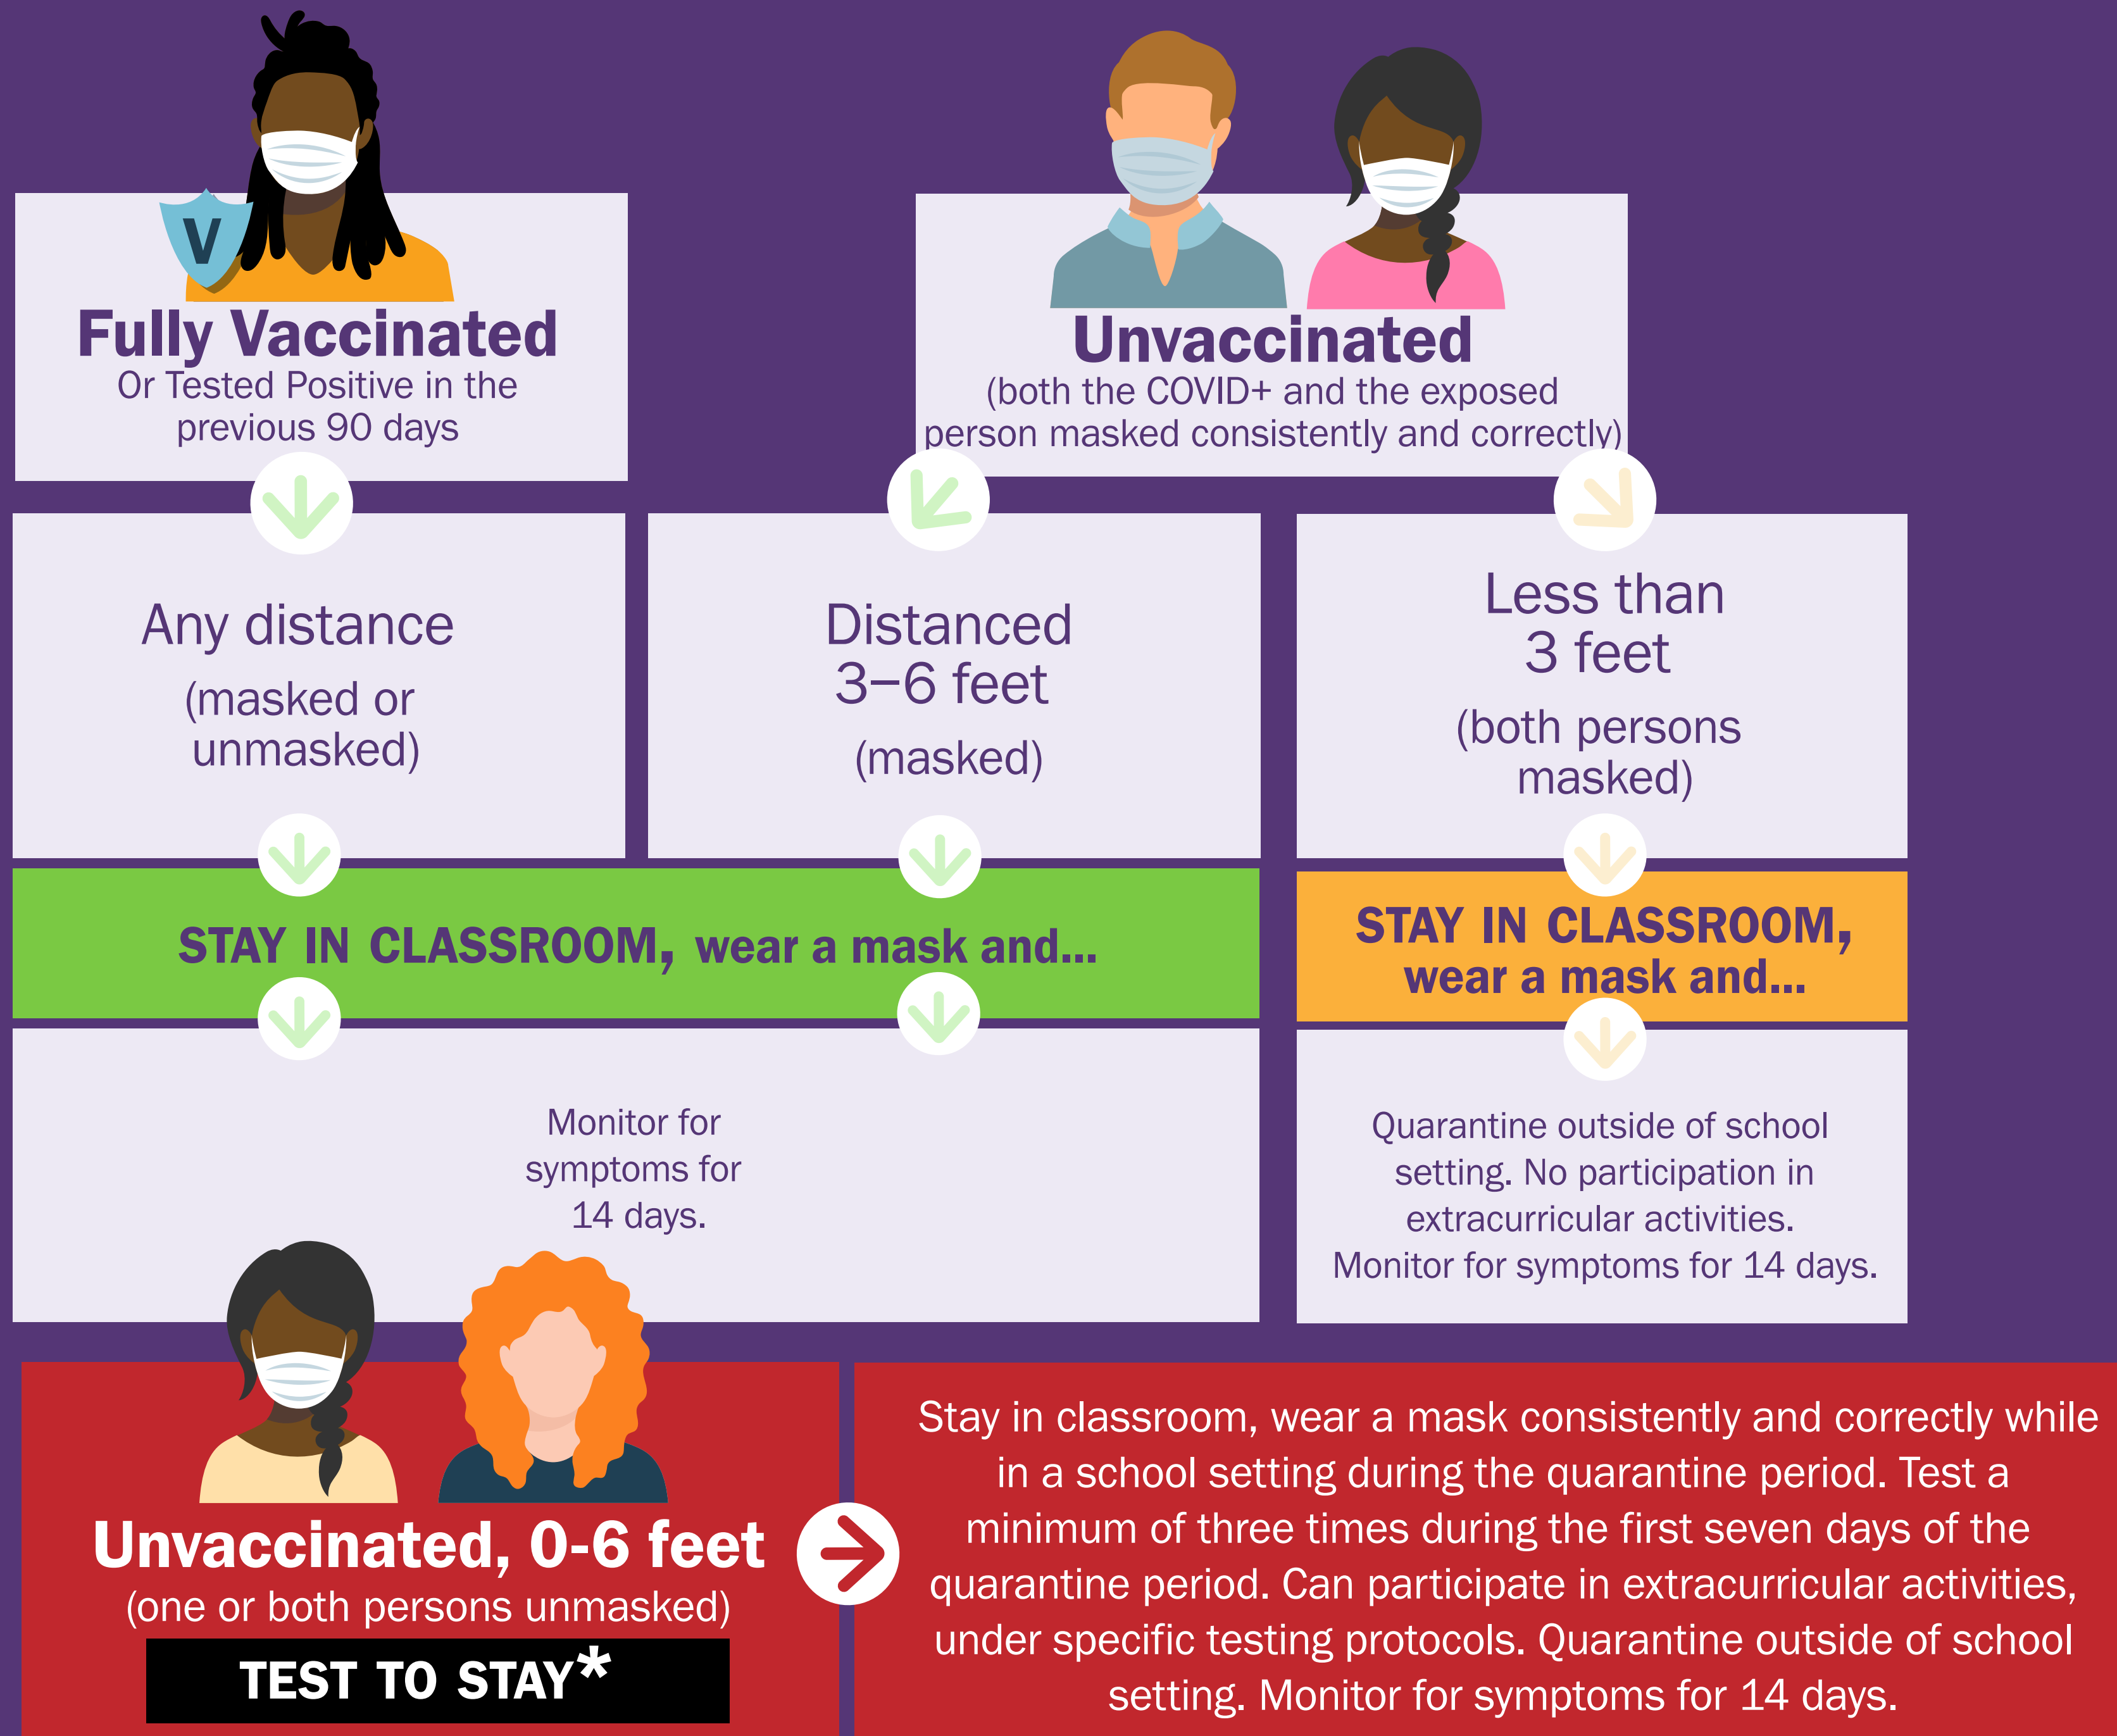 V
Fully Vaccinated
Or Tested Positive in the
previous 90 days
Unvaccinated
(both the COVID+ and the exposed
person masked consistently and correctly)
Any distance
(masked or
unmasked)
Distanced
3–6 feet
(masked)
Less than
3 feet
(both persons
masked)
STAY IN CLASSROOM, wear a mask and...
STAY IN CLASSROOM,
wear a mask and...
Monitor for
symptoms for
14 days.
Quarantine outside of school
setting. No participation in
extracurricular activities.
Monitor for symptoms for 14 days.
Unvaccinated, 0-6 feet
(one or both persons unmasked)
TEST TO STAY*
Stay in classroom, wear a mask consistently and correctly while
in a school setting during the quarantine period. Test a
minimum of three times during the first seven days of the
quarantine period. Can participate in extracurricular activities,
under specific testing protocols. Quarantine outside of school
setting. Monitor for symptoms for 14 days.